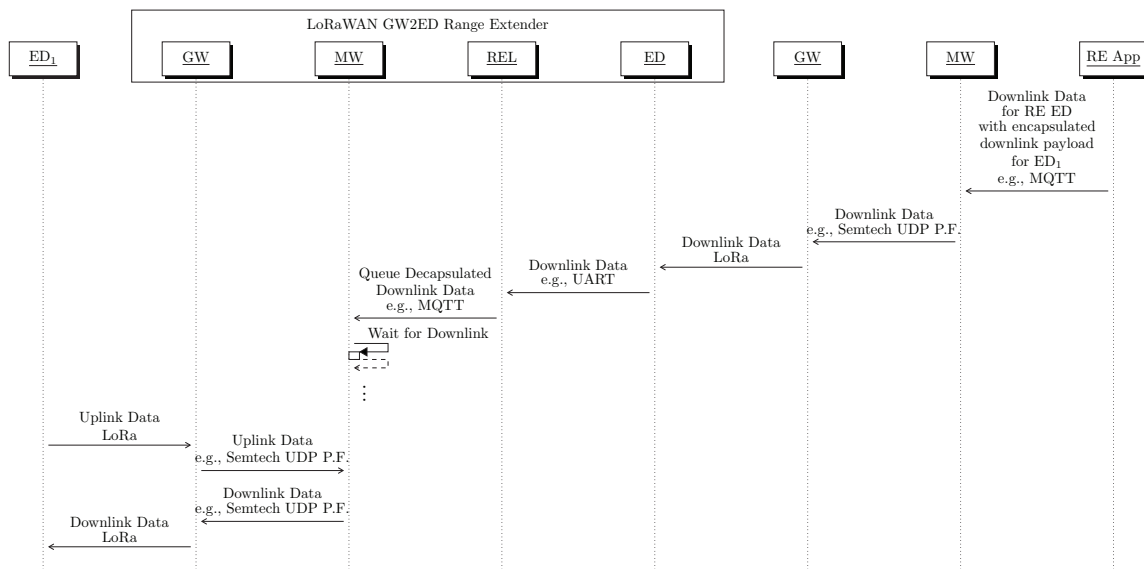 LoRaWAN GW2ED Range Extender
ED₁
GW
MW
REL
ED
GW
MW
RE App
Downlink Data
for RE ED
with encapsulated
downlink payload
for ED₁
e.g., MQTT
Downlink Data
e.g., Semtech UDP P.F.
Downlink Data
LoRa
Downlink Data
e.g., UART
Queue Decapsulated
Downlink Data
e.g., MQTT
Wait for Downlink
⋮
Uplink Data
LoRa
Uplink Data
e.g., Semtech UDP P.F.
Downlink Data
e.g., Semtech UDP P.F.
Downlink Data
LoRa